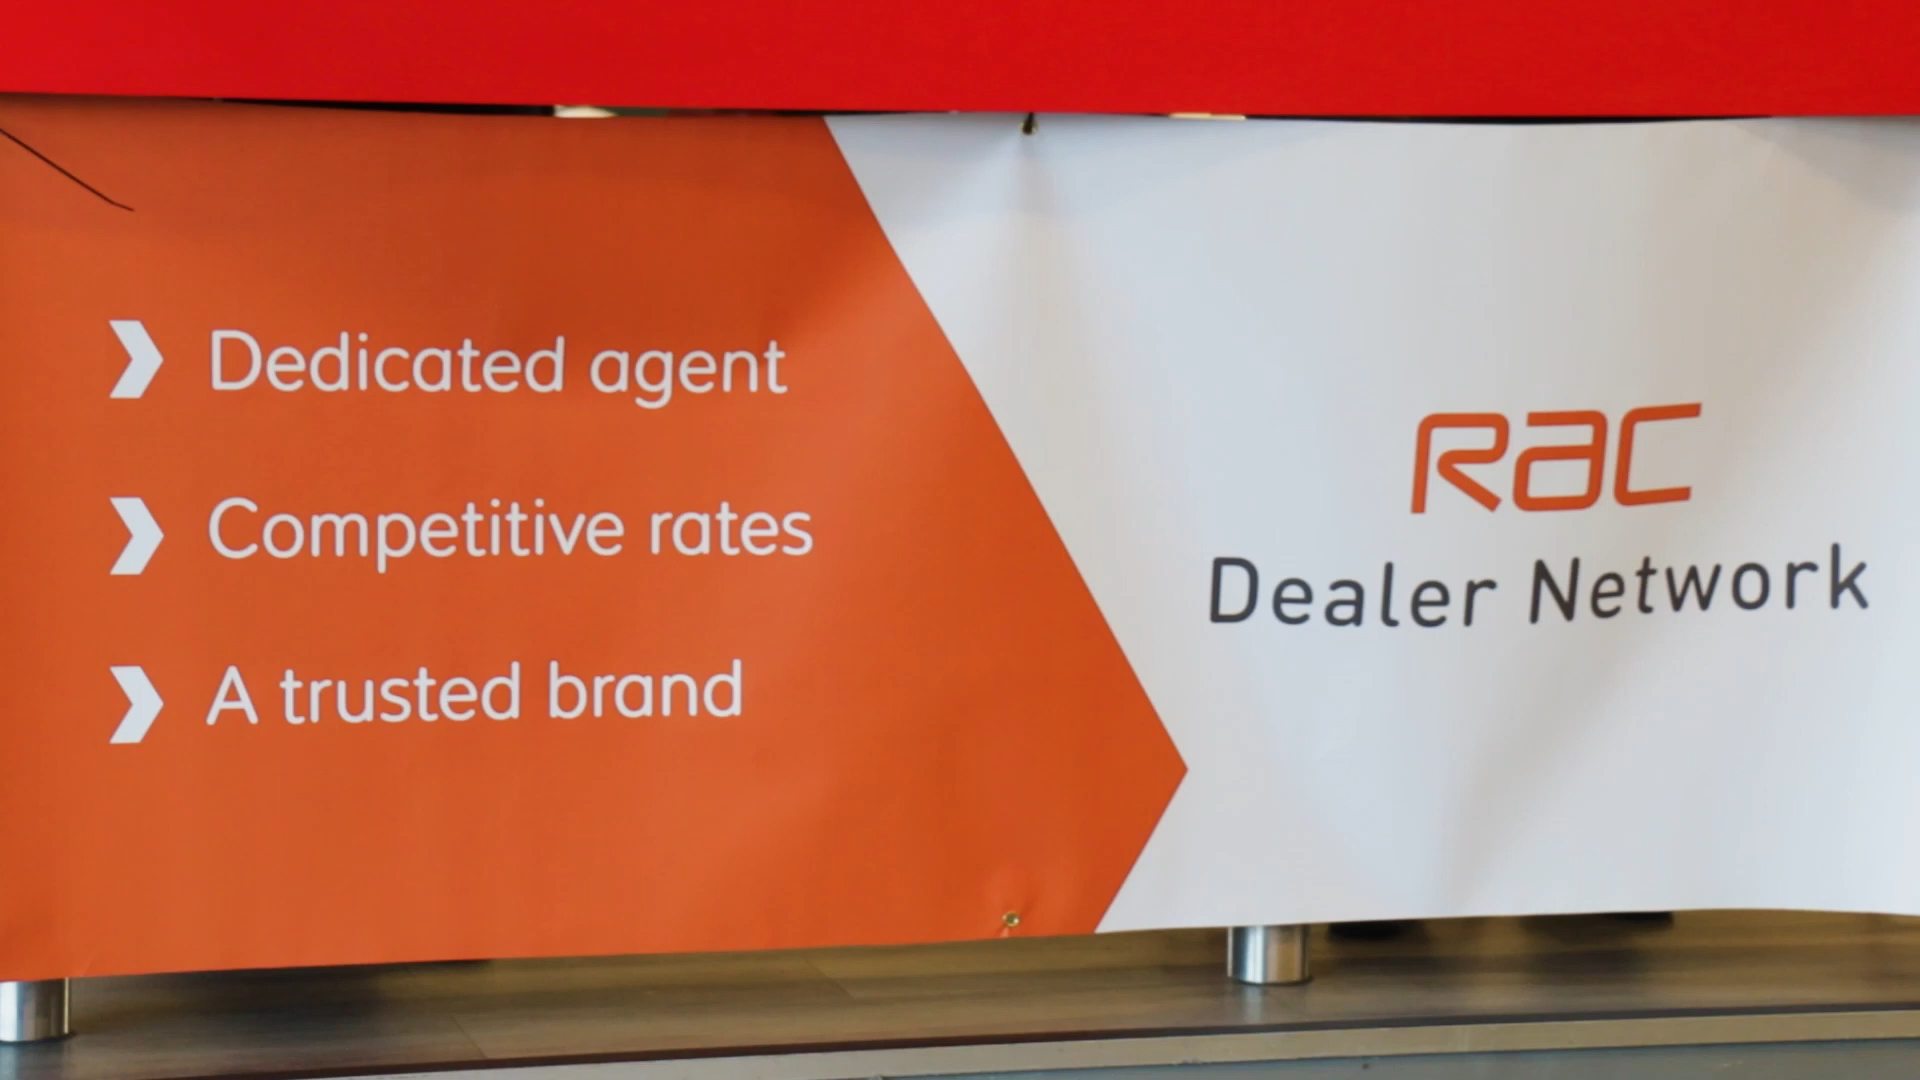 Dedicated agent
Competitive rates
A trusted brand
RAC
Dealer Network